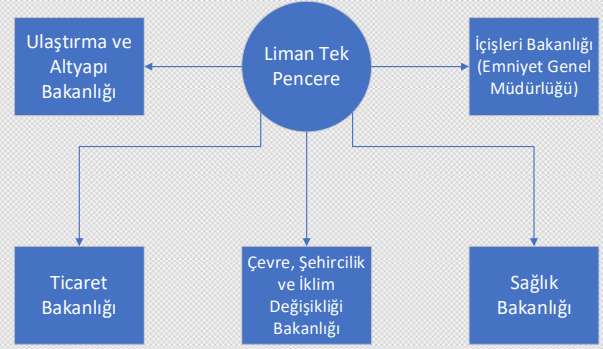 Ulaştırma ve
Altyapı
Bakanlığı
Liman Tek
Pencere
İçişleri Bakanlığı
(Emniyet Genel
Müdürlüğü)
Ticaret
Bakanlığı
Çevre, Şehircilik
ve İklim
Değişikliği
Bakanlığı
Sağlık
Bakanlığı